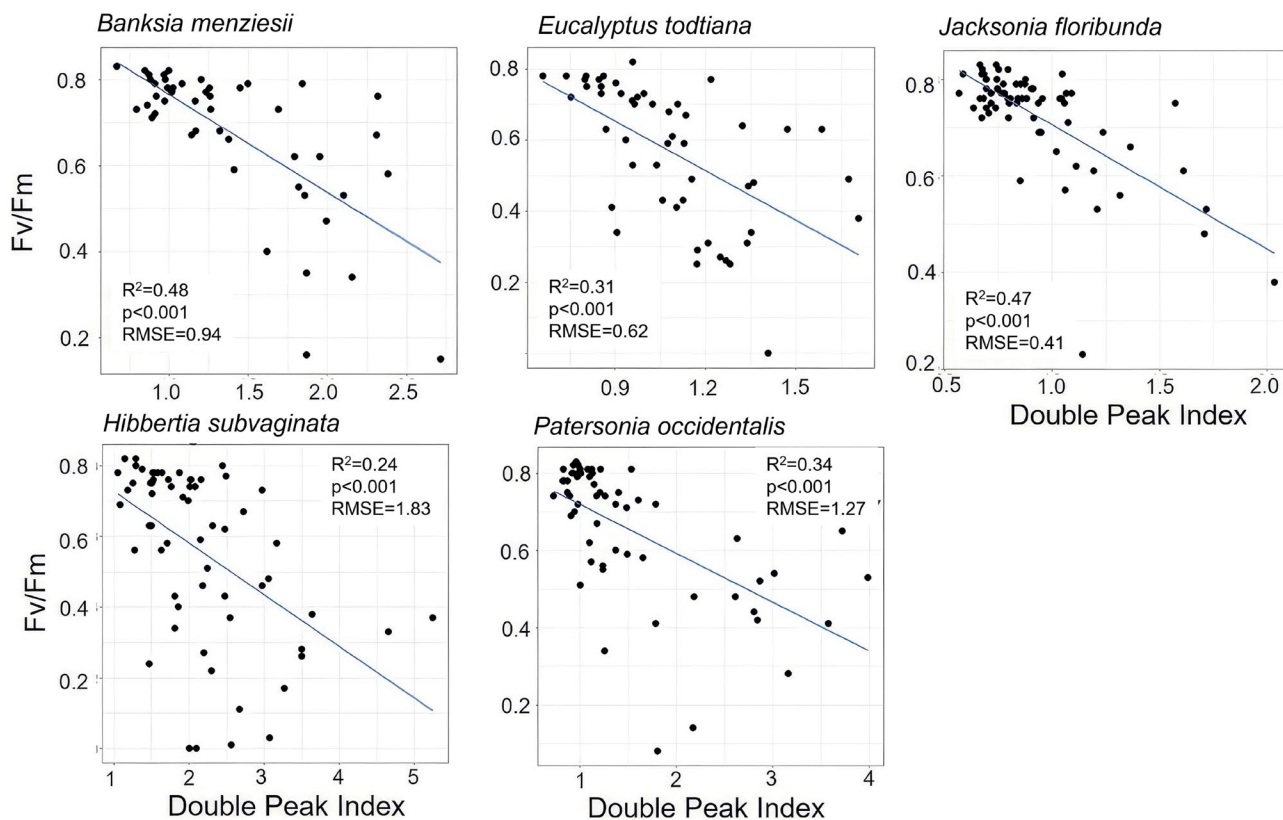 Banksia menziesii
Eucalyptus todtiana
Jacksonia floribunda
Fv/Fm
0.8
0.6
0.4
0.2
R²=0.48
p<0.001
RMSE=0.94
1.0
1.5
2.0
2.5
0.8
0.6
0.4
0.2
R²=0.31
p<0.001
RMSE=0.62
0.9
1.2
1.5
0.8
0.6
0.4
0.2
R²=0.47
p<0.001
RMSE=0.41
0.5
1.0
1.5
2.0
Double Peak Index
Hibbertia subvaginata
Patersonia occidentalis
Fv/Fm
0.8
0.6
0.4
0.2
R²=0.24
p<0.001
RMSE=1.83
1
2
3
4
5
Double Peak Index
0.8
0.6
0.4
0.2
R²=0.34
p<0.001
RMSE=1.27
1
2
3
4
Double Peak Index